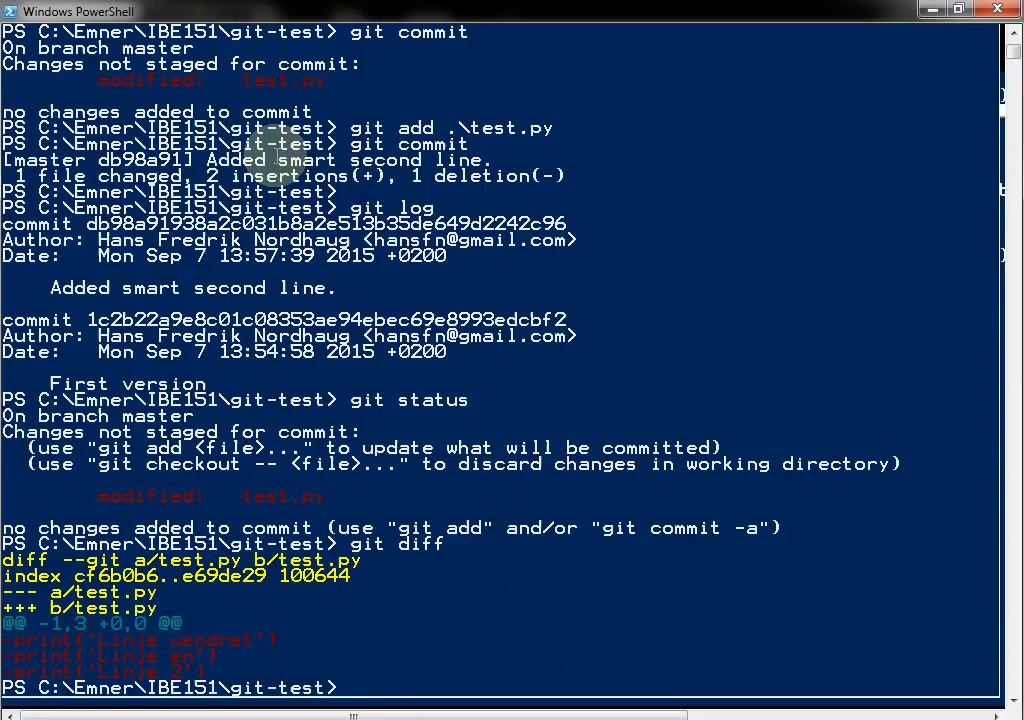 Windows PowerShell
PS C:\Emner\IBE151\git-test> git commit
On branch master
Changes not staged for commit:
modified:   test.py
no changes added to commit
PS C:\Emner\IBE151\git-test> git add .\test.py
PS C:\Emner\IBE151\git-test> git commit
[master db98a91] Added smart second line.
1 file changed, 2 insertions(+), 1 deletion(-)
PS C:\Emner\IBE151\git-test>
PS C:\Emner\IBE151\git-test> git log
commit db98a91938a2c031b8a2e513b35de649d2242c96
Author: Hans Fredrik Nordhaug <hansfn@gmail.com>
Date:   Mon Sep 7 13:57:39 2015 +0200
Added smart second line.
commit 1c2b22a9e8c01c08353ae94ebec69e8993edcbf2
Author: Hans Fredrik Nordhaug <hansfn@gmail.com>
Date:   Mon Sep 7 13:54:58 2015 +0200
First version
PS C:\Emner\IBE151\git-test> git status
On branch master
Changes not staged for commit:
(use "git add <file>..." to update what will be committed)
(use "git checkout -- <file>..." to discard changes in working directory)
modified:   test.py
no changes added to commit (use "git add" and/or "git commit -a")
PS C:\Emner\IBE151\git-test> git diff
diff --git a/test.py b/test.py
index cf6b0b6..e69de29 100644
--- a/test.py
+++ b/test.py
@@ -1,3 +0,0 @@
-print('Linje uendret')
-print('Linje en')
-print('Linje 2')
PS C:\Emner\IBE151\git-test>